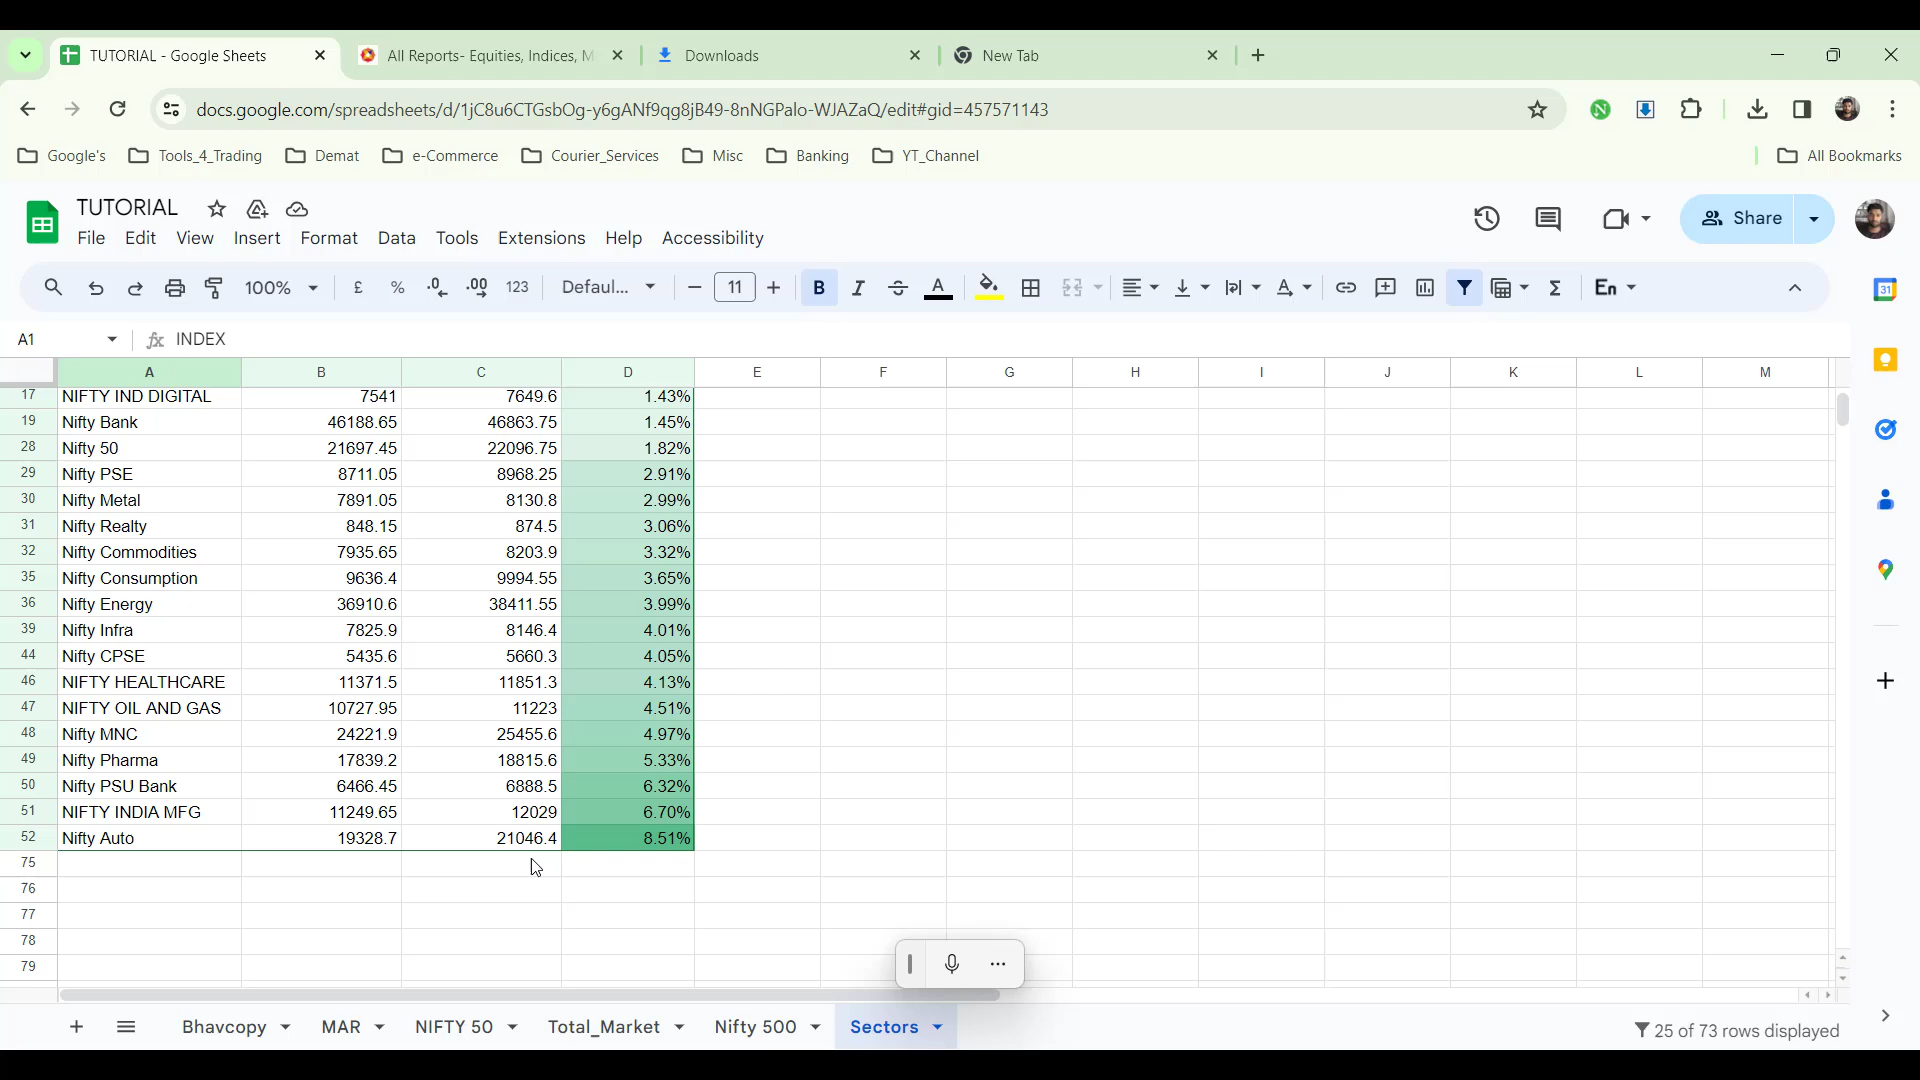 TUTORIAL - Google Sheets
All Reports- Equities, Indices, M
Downloads
New Tab
docs.google.com/spreadsheets/d/1jC8u6CTGsbOg-y6gANf9qg8jB49-8nNGPalo-WJAZaQ/edit#gid=457571143
Google's Tools_4_Trading Demat e-Commerce Courier_Services Misc Banking YT_Channel All Bookmarks
TUTORIAL
Share
File Edit View Insert Format Data Tools Extensions Help Accessibility
100% £ % .0 .00 123 Defaul... 11 B I A Σ En
A1 fx INDEX
A B C D E F G H I J K L M
17 NIFTY IND DIGITAL 7541 7649.6 1.43%
19 Nifty Bank 46188.65 46863.75 1.45%
28 Nifty 50 21697.45 22096.75 1.82%
29 Nifty PSE 8711.05 8968.25 2.91%
30 Nifty Metal 7891.05 8130.8 2.99%
31 Nifty Realty 848.15 874.5 3.06%
32 Nifty Commodities 7935.65 8203.9 3.32%
35 Nifty Consumption 9636.4 9994.55 3.65%
36 Nifty Energy 36910.6 38411.55 3.99%
39 Nifty Infra 7825.9 8146.4 4.01%
44 Nifty CPSE 5435.6 5660.3 4.05%
46 NIFTY HEALTHCARE 11371.5 11851.3 4.13%
47 NIFTY OIL AND GAS 10727.95 11223 4.51%
48 Nifty MNC 24221.9 25455.6 4.97%
49 Nifty Pharma 17839.2 18815.6 5.33%
50 Nifty PSU Bank 6466.45 6888.5 6.32%
51 NIFTY INDIA MFG 11249.65 12029 6.70%
52 Nifty Auto 19328.7 21046.4 8.51%
75
76
77
78
79
Bhavcopy MAR NIFTY 50 Total_Market Nifty 500 Sectors 25 of 73 rows displayed